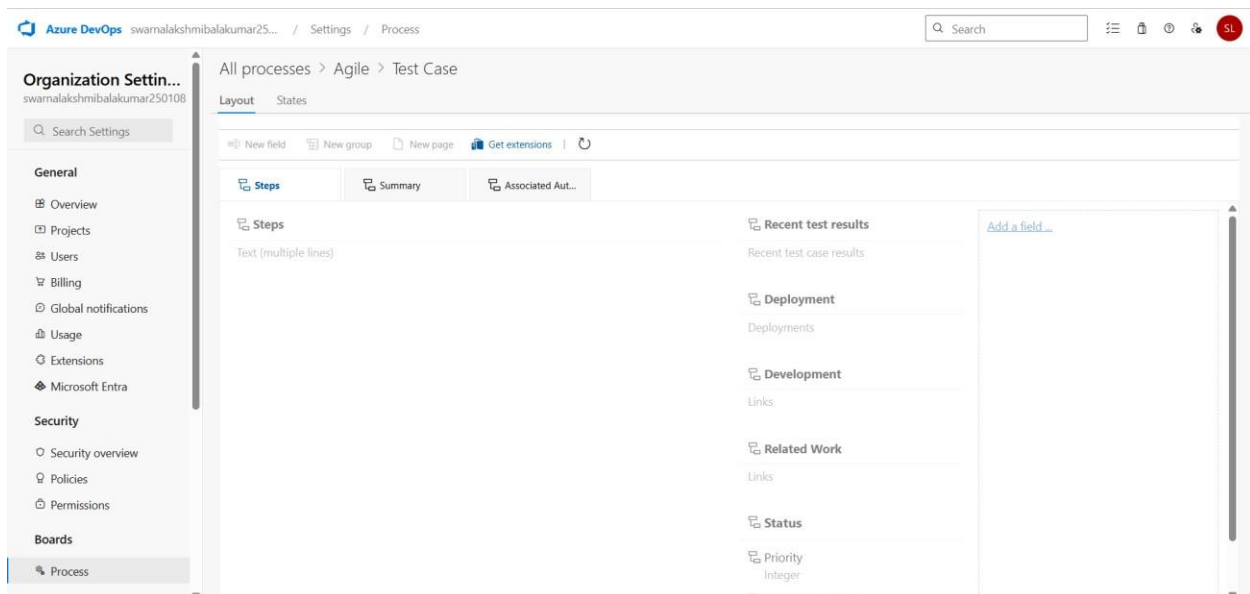 Azure DevOps swarnalakshmibalakumar25... / Settings / Process
Search
SL
Organization Settin...
swarnalakshmibalakumar250108
Search Settings
General
Overview
Projects
Users
Billing
Global notifications
Usage
Extensions
Microsoft Entra
Security
Security overview
Policies
Permissions
Boards
Process
All processes > Agile > Test Case
Layout States
New field New group New page Get extensions |
Steps Summary Associated Aut...
Steps
Text (multiple lines)
Recent test results
Recent test case results
Deployment
Deployments
Development
Links
Related Work
Links
Status
Priority
Integer
Add a field ...